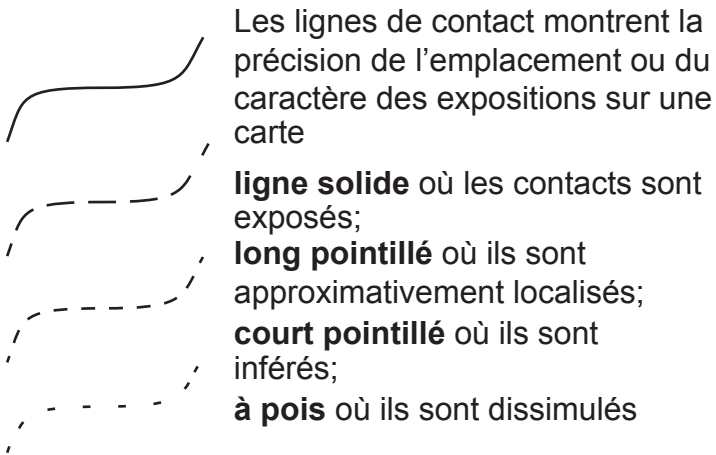 Les lignes de contact montrent la
précision de l’emplacement ou du
caractère des expositions sur une
carte
ligne solide où les contacts sont
exposés;
long pointillé où ils sont
approximativement localisés;
court pointillé où ils sont
inférés;
à pois où ils sont dissimulés